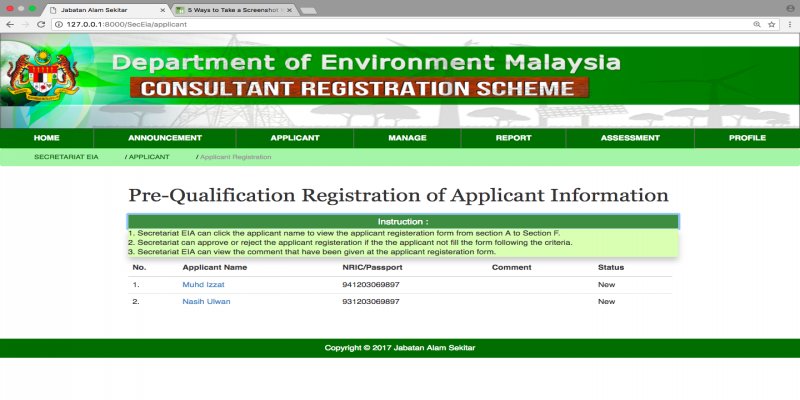 Jabatan Alam Sekitar
5 Ways to Take a Screenshot
127.0.0.1:8000/SecEia/applicant
Department of Environment Malaysia
CONSULTANT REGISTRATION SCHEME
HOME ANNOUNCEMENT APPLICANT MANAGE REPORT ASSESSMENT PROFILE
SECRETARIAT EIA / APPLICANT / Applicant Registration
Pre-Qualification Registration of Applicant Information
Instruction :
1. Secretariat EIA can click the applicant name to view the applicant registeration form from section A to Section F.
2. Secretariat can approve or reject the applicant registration if the the applicant not fill the form following the criteria.
3. Secretariat EIA can view the comment that have been given at the applicant registration form.
No. Applicant Name NRIC/Passport Comment Status
1. Muhd Izzat 941203069897 New
2. Nasih Ulwan 931203069897 New
Copyright © 2017 Jabatan Alam Sekitar